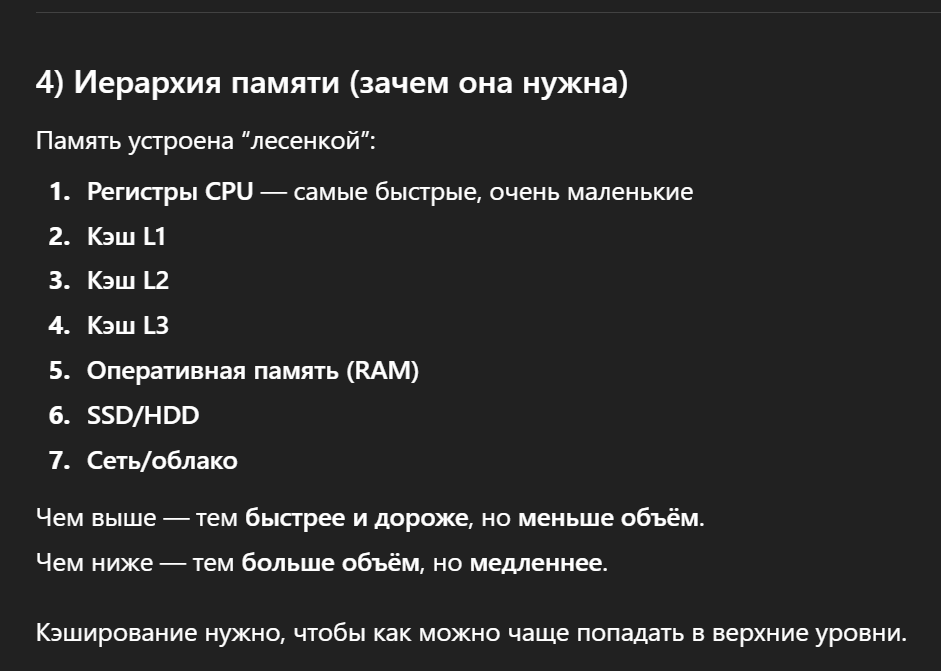 4) Иерархия памяти (зачем она нужна)
Память устроена “лесенкой”:
1. Регистры CPU — самые быстрые, очень маленькие
2. Кэш L1
3. Кэш L2
4. Кэш L3
5. Оперативная память (RAM)
6. SSD/HDD
7. Сеть/облако
Чем выше — тем быстрее и дороже, но меньше объём.
Чем ниже — тем больше объём, но медленнее.
Кэширование нужно, чтобы как можно чаще попадать в верхние уровни.